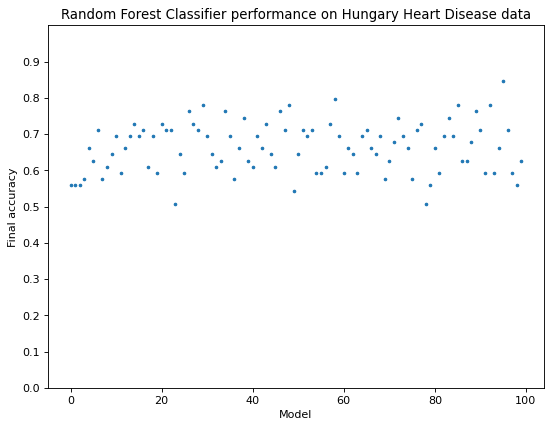 Random Forest Classifier performance on Hungary Heart Disease data
Final accuracy
0.9
0.8
0.7
0.6
0.5
0.4
0.3
0.2
0.1
0.0
0 20 40 60 80 100
Model